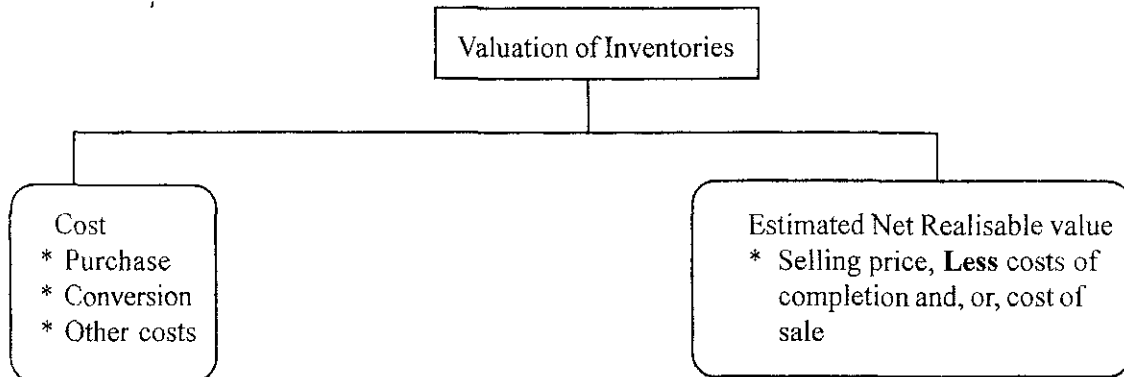 Valuation of Inventories
Cost
* Purchase
* Conversion
* Other costs
Estimated Net Realisable value
* Selling price, Less costs of
completion and, or, cost of
sale